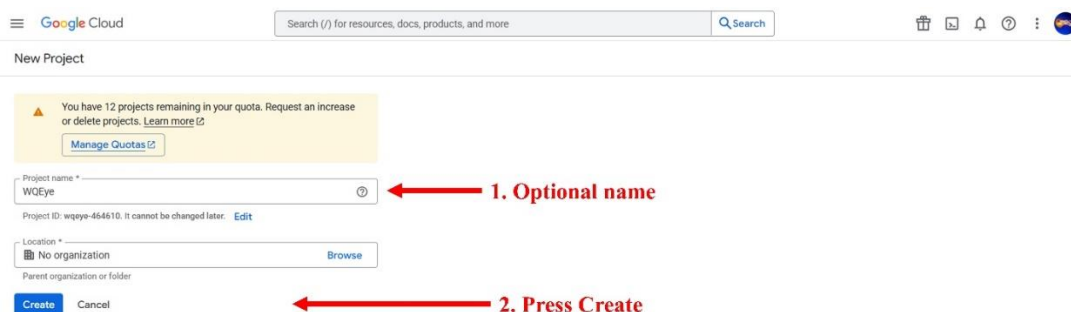 Google Cloud
Search (/) for resources, docs, products, and more
Search
New Project
You have 12 projects remaining in your quota. Request an increase
or delete projects. Learn more
Manage Quotas
Project name *
WQEye
1. Optional name
Project ID: wqeye-464610. It cannot be changed later. Edit
Location *
No organization
Browse
Parent organization or folder
Create Cancel
2. Press Create